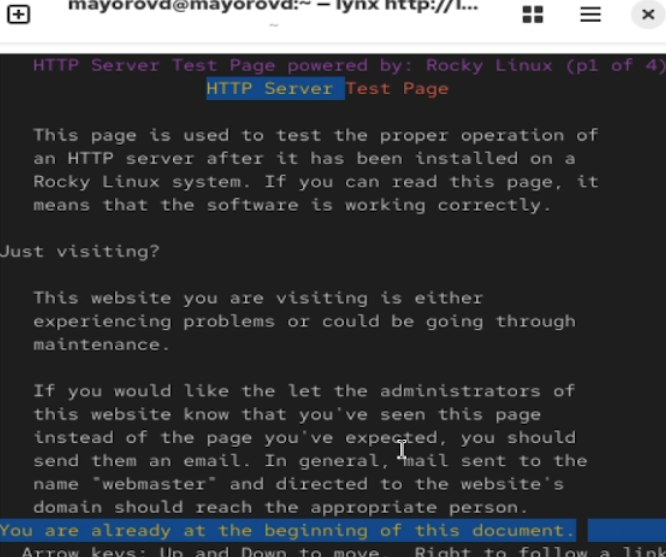 mayorovd@mayorovd:~ — lynx http://l...
~
HTTP Server Test Page powered by: Rocky Linux (p1 of 4)
HTTP Server Test Page
This page is used to test the proper operation of
an HTTP server after it has been installed on a
Rocky Linux system. If you can read this page, it
means that the software is working correctly.
Just visiting?
This website you are visiting is either
experiencing problems or could be going through
maintenance.
If you would like the let the administrators of
this website know that you've seen this page
instead of the page you've expected, you should
send them an email. In general, mail sent to the
name "webmaster" and directed to the website's
domain should reach the appropriate person.
You are already at the beginning of this document.
Arrow keys: Up and Down to move. Right to follow a link